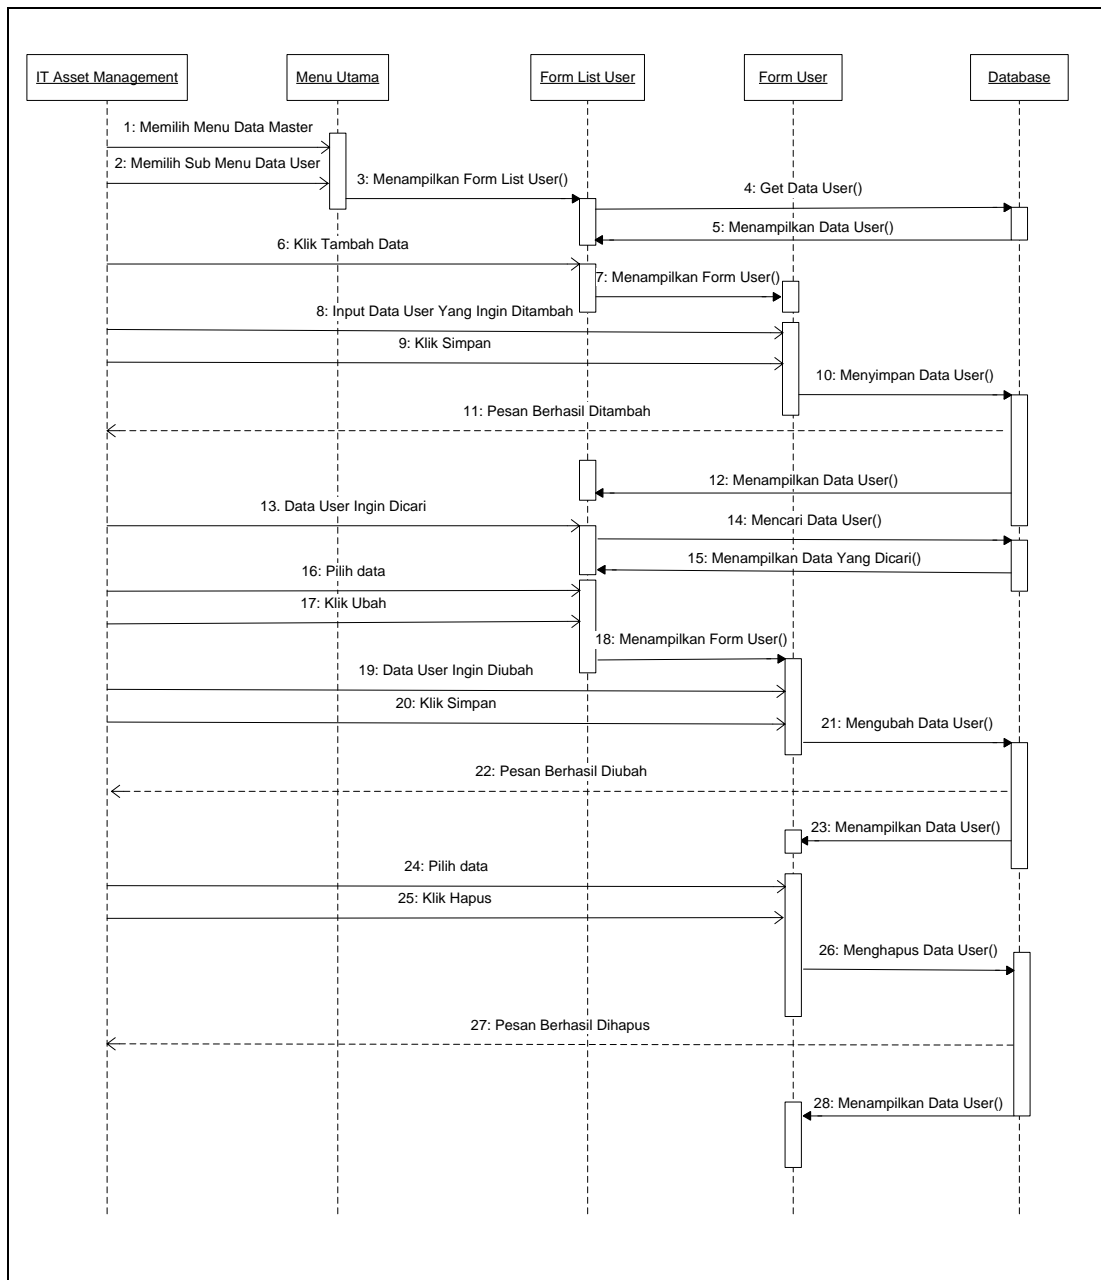 IT Asset Management
Menu Utama
Form List User
Form User
Database
1: Memilih Menu Data Master
2: Memilih Sub Menu Data User
3: Menampilkan Form List User()
4: Get Data User()
5: Menampilkan Data User()
6: Klik Tambah Data
7: Menampilkan Form User()
8: Input Data User Yang Ingin Ditambah
9: Klik Simpan
10: Menyimpan Data User()
11: Pesan Berhasil Ditambah
12: Menampilkan Data User()
13. Data User Ingin Dicari
14: Mencari Data User()
15: Menampilkan Data Yang Dicari()
16: Pilih data
17: Klik Ubah
18: Menampilkan Form User()
19: Data User Ingin Diubah
20: Klik Simpan
21: Mengubah Data User()
22: Pesan Berhasil Diubah
23: Menampilkan Data User()
24: Pilih data
25: Klik Hapus
26: Menghapus Data User()
27: Pesan Berhasil Dihapus
28: Menampilkan Data User()